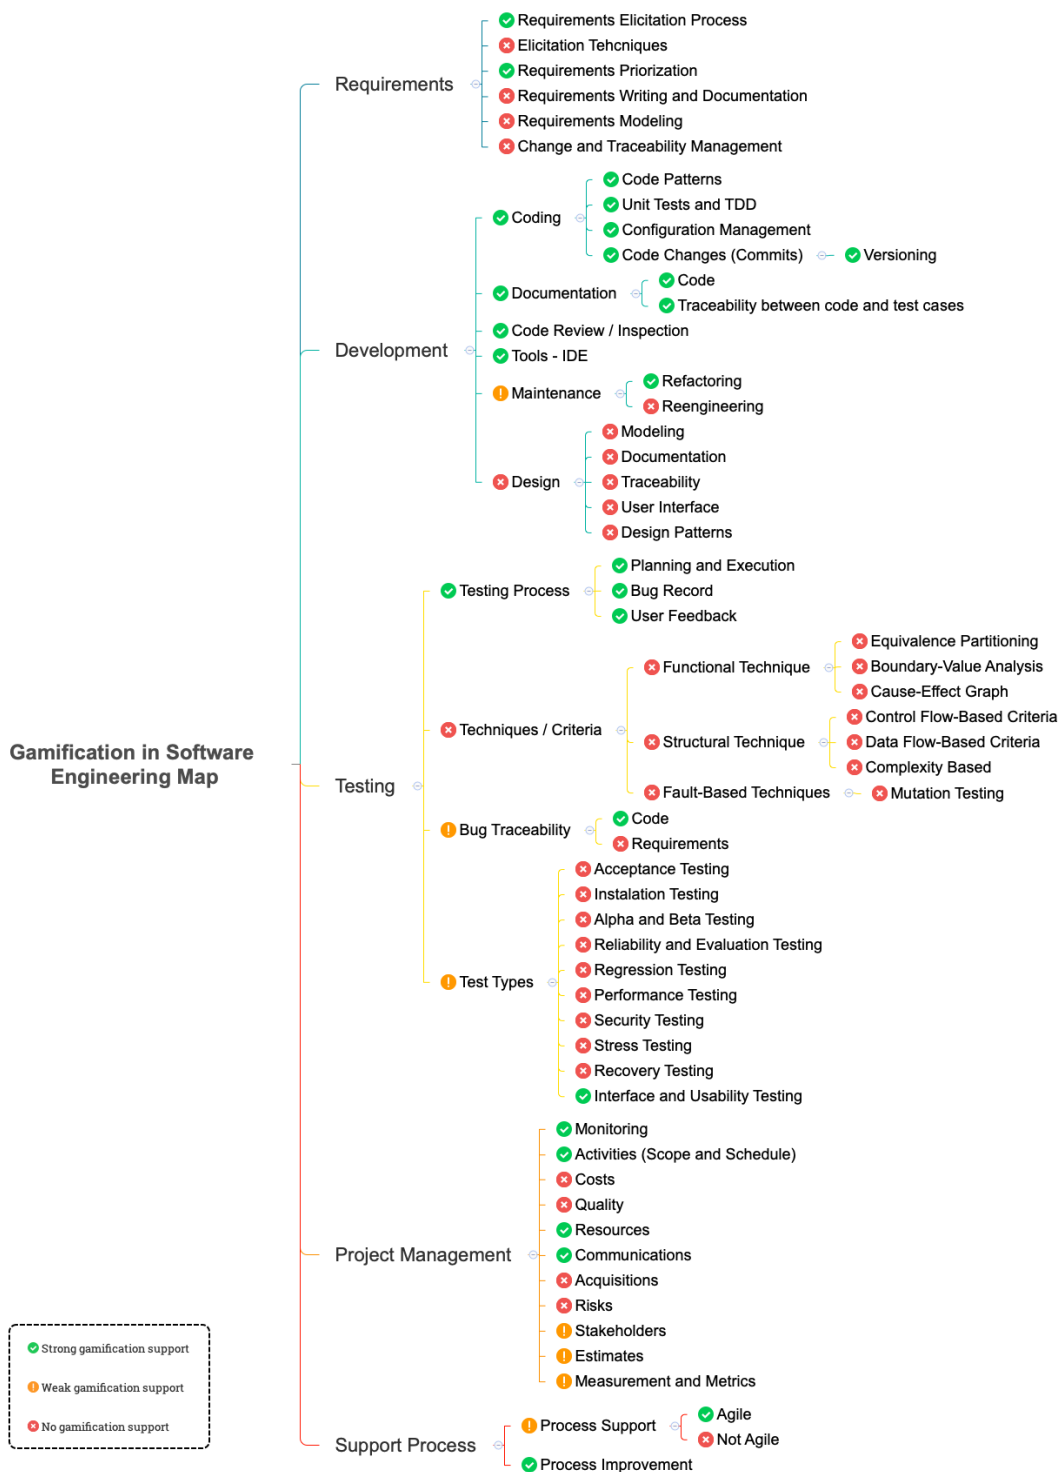 Gamification in Software
Engineering Map
Requirements
Requirements Elicitation Process
Elicitation Tehcniques
Requirements Priorization
Requirements Writing and Documentation
Requirements Modeling
Change and Traceability Management
Development
Coding
Code Patterns
Unit Tests and TDD
Configuration Management
Code Changes (Commits)
Versioning
Documentation
Code
Traceability between code and test cases
Code Review / Inspection
Tools - IDE
Maintenance
Refactoring
Reengineering
Design
Modeling
Documentation
Traceability
User Interface
Design Patterns
Testing
Testing Process
Planning and Execution
Bug Record
User Feedback
Techniques / Criteria
Functional Technique
Equivalence Partitioning
Boundary-Value Analysis
Cause-Effect Graph
Structural Technique
Control Flow-Based Criteria
Data Flow-Based Criteria
Complexity Based
Fault-Based Techniques
Mutation Testing
Bug Traceability
Code
Requirements
Test Types
Acceptance Testing
Instalation Testing
Alpha and Beta Testing
Reliability and Evaluation Testing
Regression Testing
Performance Testing
Security Testing
Stress Testing
Recovery Testing
Interface and Usability Testing
Project Management
Monitoring
Activities (Scope and Schedule)
Costs
Quality
Resources
Communications
Acquisitions
Risks
Stakeholders
Estimates
Measurement and Metrics
Support Process
Process Support
Agile
Not Agile
Process Improvement
Strong gamification support
Weak gamification support
No gamification support